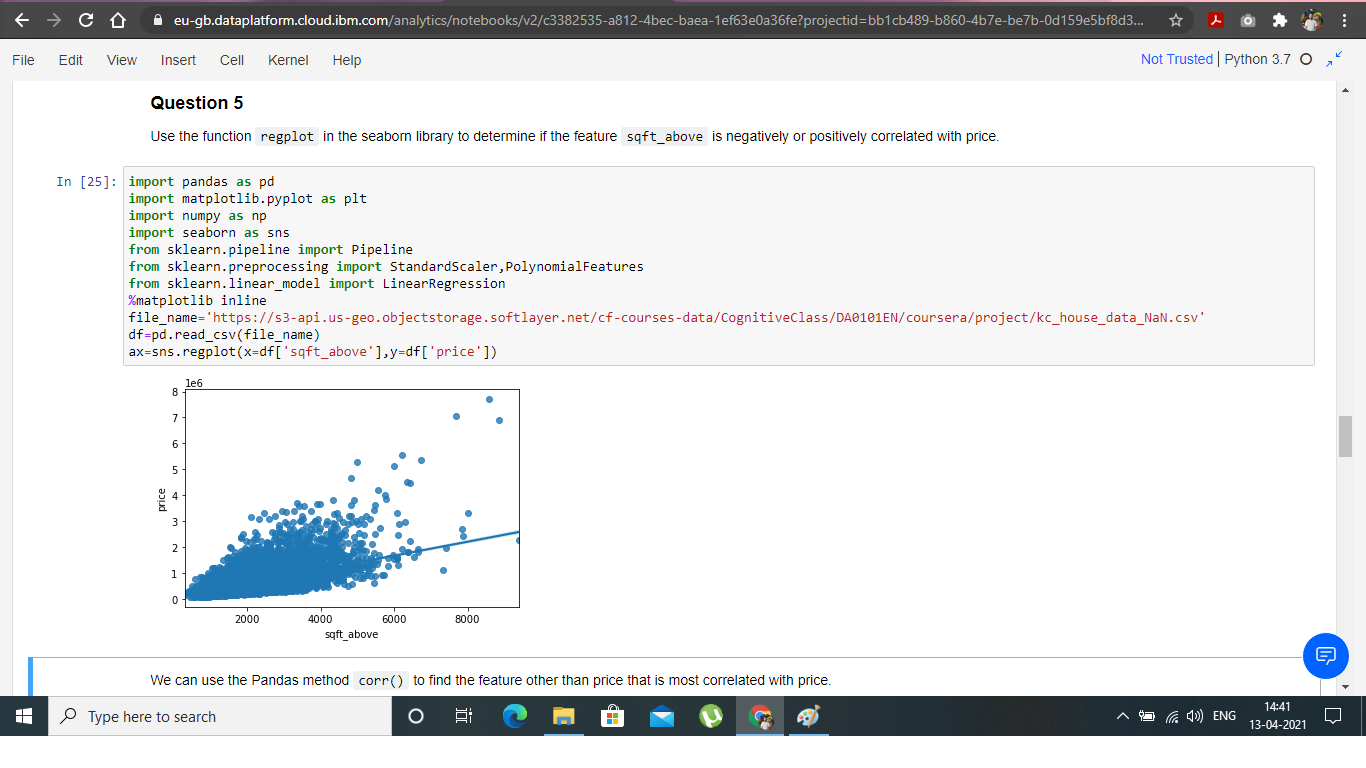 eu-gb.dataplatform.cloud.ibm.com/analytics/notebooks/v2/c3382535-a812-4bec-baea-1ef63e0a36fe?projectid=bb1cb489-b860-4b7e-be7b-0d159e5bf8d3...
File Edit View Insert Cell Kernel Help Not Trusted | Python 3.7
Question 5
Use the function regplot in the seaborn library to determine if the feature sqft_above is negatively or positively correlated with price.
In [25]: import pandas as pd
import matplotlib.pyplot as plt
import numpy as np
import seaborn as sns
from sklearn.pipeline import Pipeline
from sklearn.preprocessing import StandardScaler,PolynomialFeatures
from sklearn.linear_model import LinearRegression
%matplotlib inline
file_name='https://s3-api.us-geo.objectstorage.softlayer.net/cf-courses-data/CognitiveClass/DA0101EN/coursera/project/kc_house_data_NaN.csv'
df=pd.read_csv(file_name)
ax=sns.regplot(x=df['sqft_above'],y=df['price'])
1e6
8
7
6
5
4
3
2
1
0
price
2000 4000 6000 8000
sqft_above
We can use the Pandas method corr() to find the feature other than price that is most correlated with price.
Type here to search
ENG
14:41
13-04-2021